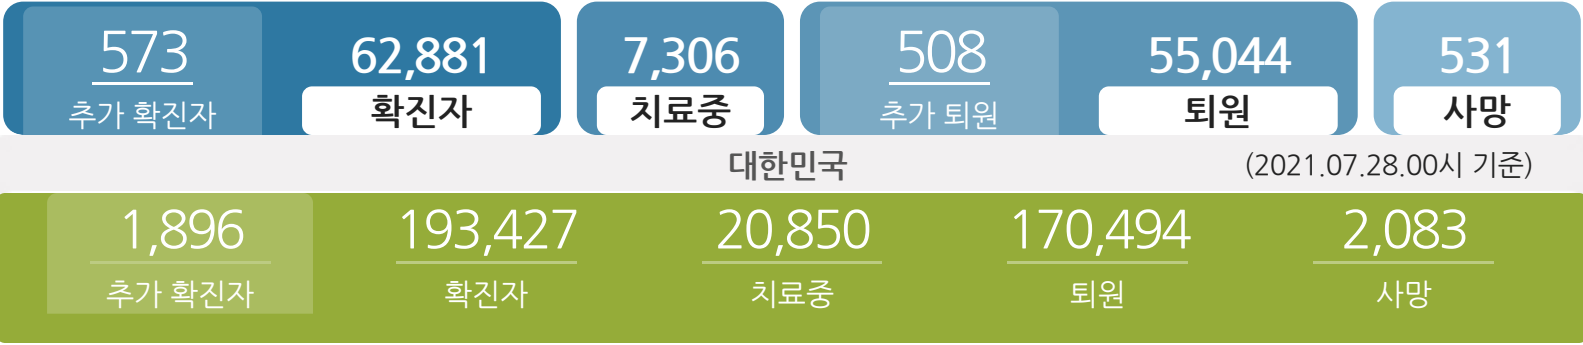 573 62,881 7,306 508 55,044 531
추가 확진자 확진자 치료중 추가 퇴원 퇴원 사망
대한민국 (2021.07.28.00시 기준)
1,896 193,427 20,850 170,494 2,083
추가 확진자 확진자 치료중 퇴원 사망